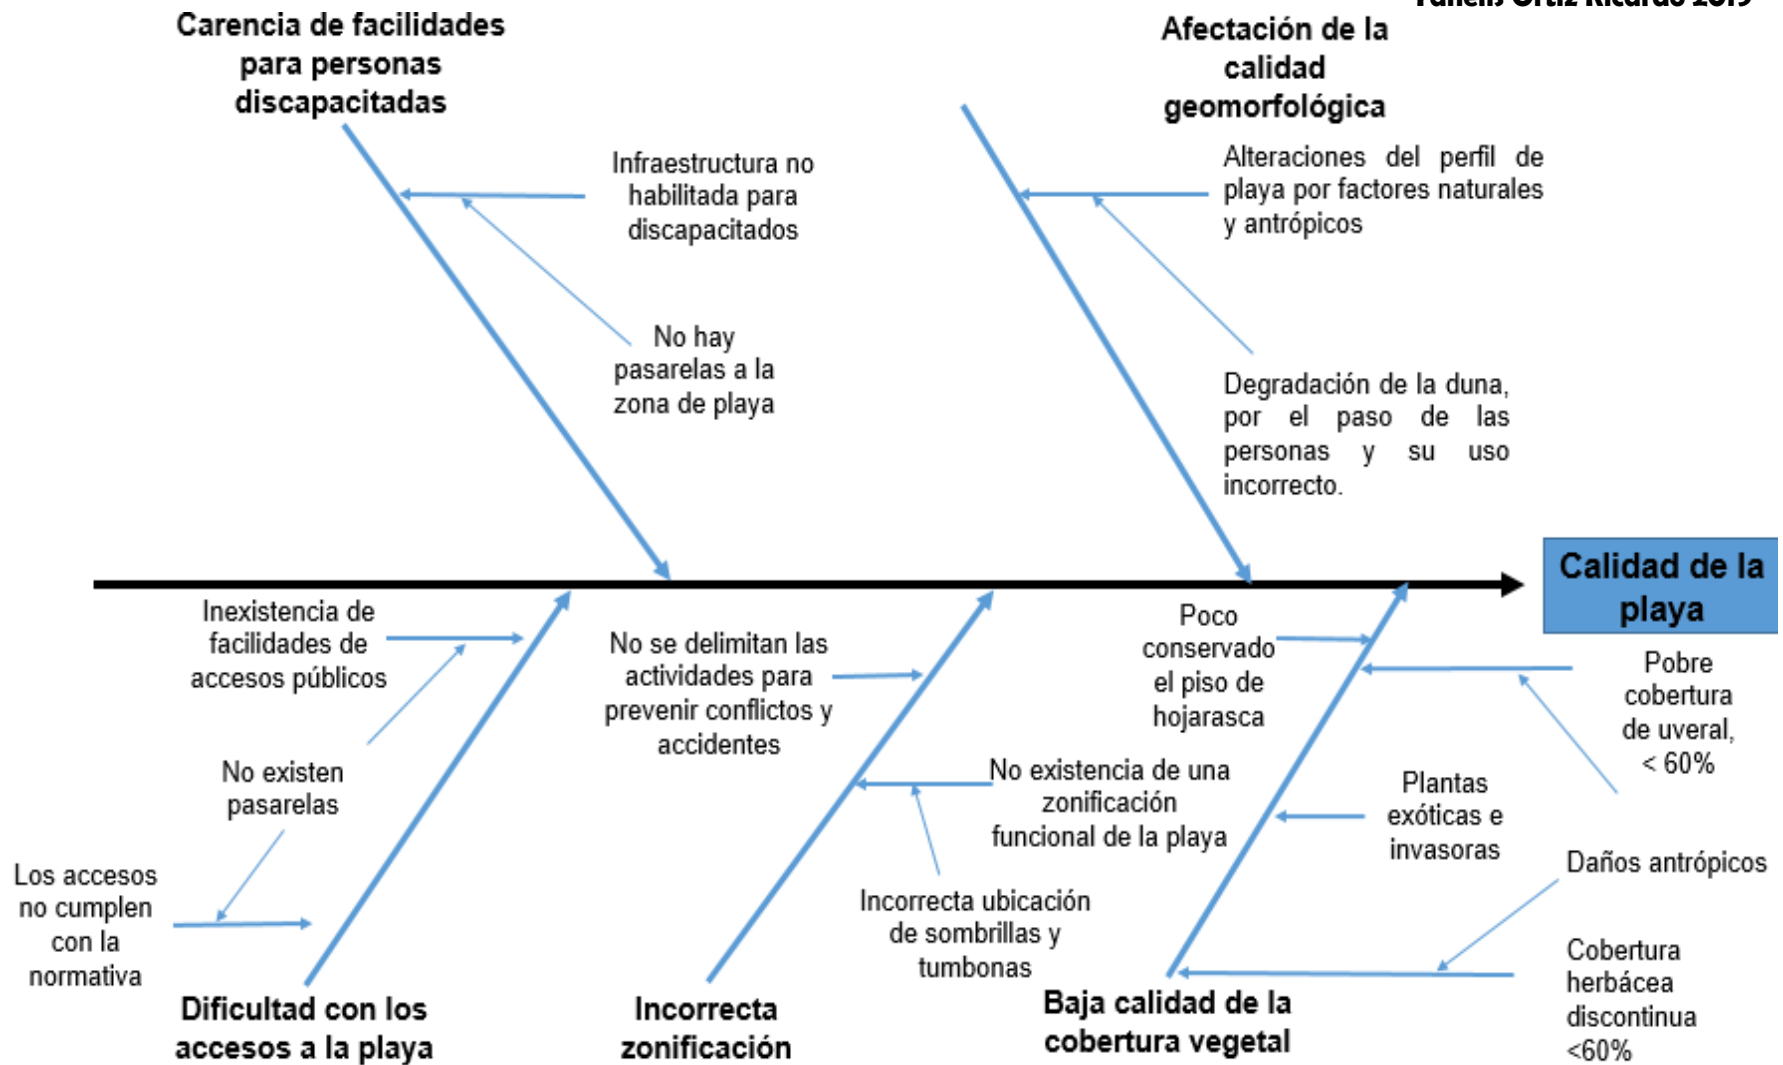 Ortiz Ricardo 2019
Carencia de facilidades
para personas
discapacitadas
Afectación de la
calidad
geomorfológica
Infraestructura no
habilitada para
discapacitados
Alteraciones del perfil de
playa por factores naturales
y antrópicos
No hay
pasarelas a la
zona de playa
Degradación de la duna,
por el paso de las
personas y su uso
incorrecto.
Calidad de la
playa
Inexistencia de
facilidades de
accesos públicos
No se delimitan las
actividades para
prevenir conflictos y
accidentes
Poco
conservado
el piso de
hojarasca
Pobre
cobertura
de uveral,
< 60%
No existen
pasarelas
No existencia de una
zonificación
funcional de la playa
Plantas
exóticas e
invasoras
Los accesos
no cumplen
con la
normativa
Incorrecta ubicación
de sombrillas y
tumbonas
Daños antrópicos
Cobertura
herbácea
discontinua
<60%
Dificultad con los
accesos a la playa
Incorrecta
zonificación
Baja calidad de la
cobertura vegetal